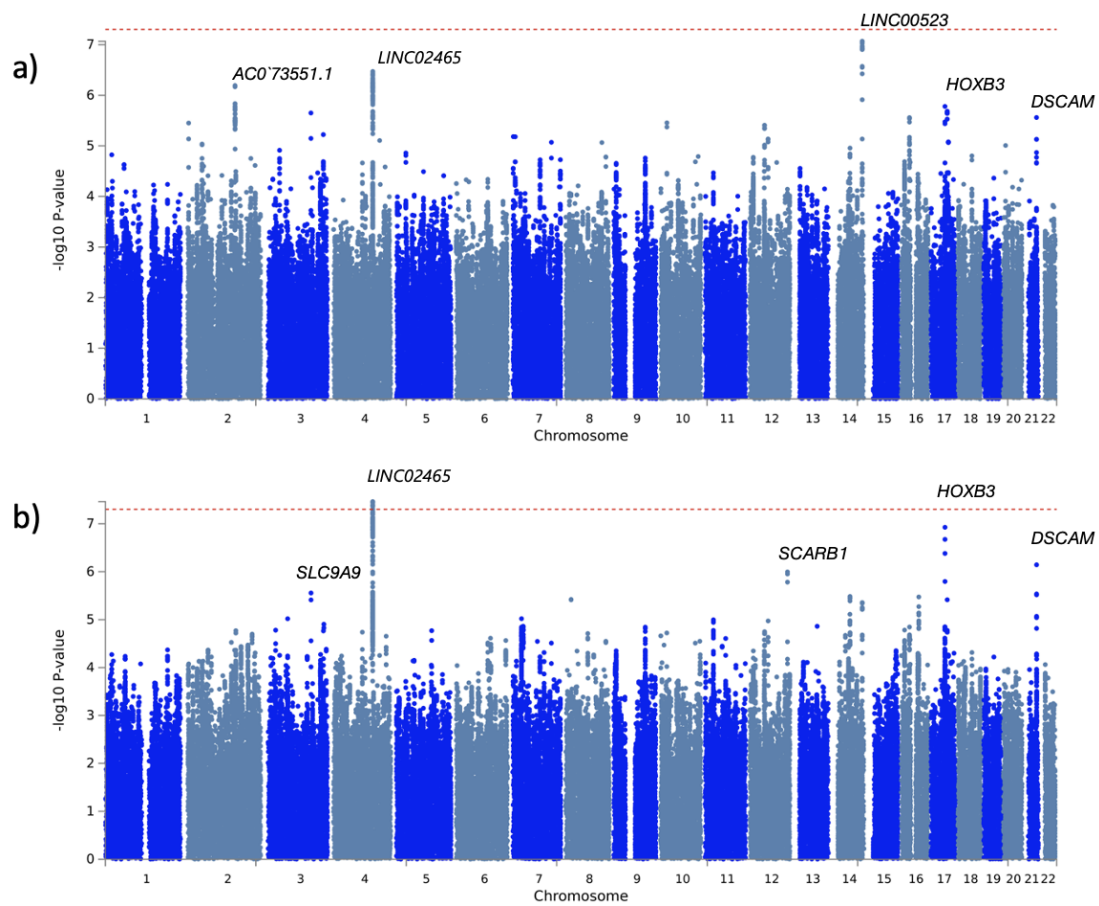 a)
LINC00523
LINC02465
AC0`73551.1
HOXB3
DSCAM
-log10 P-value
7
6
5
4
3
2
1
0
1 2 3 4 5 6 7 8 9 10 11 12 13 14 15 16 17 18 19 20 21 22
Chromosome
b)
LINC02465
HOXB3
SCARB1
DSCAM
SLC9A9
-log10 P-value
7
6
5
4
3
2
1
0
1 2 3 4 5 6 7 8 9 10 11 12 13 14 15 16 17 18 19 20 21 22
Chromosome